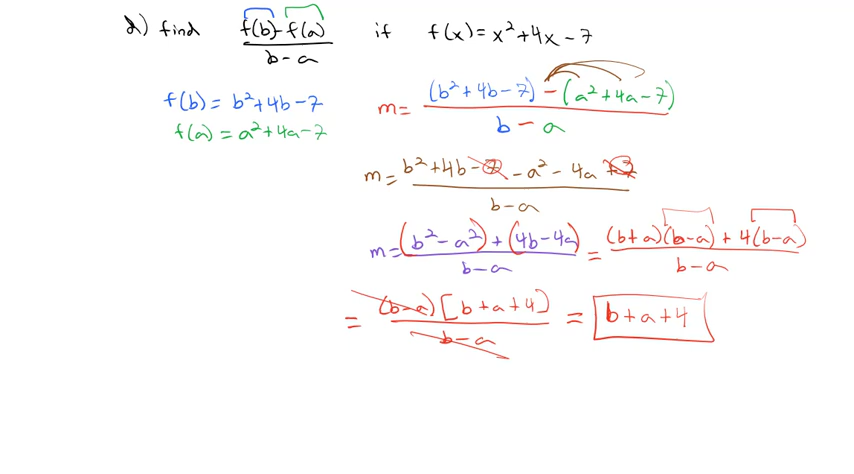 d) find (f(b) - f(a))/(b - a) if f(x) = x² + 4x - 7
f(b) = b² + 4b - 7
f(a) = a² + 4a - 7
m = ((b² + 4b - 7) - (a² + 4a - 7))/(b - a)
m = (b² + 4b - 7 - a² - 4a + 7)/(b - a)
m = ((b² - a²) + (4b - 4a))/(b - a) = ((b + a)(b - a) + 4(b - a))/(b - a)
= ((b - a)[b + a + 4])/(b - a) = b + a + 4